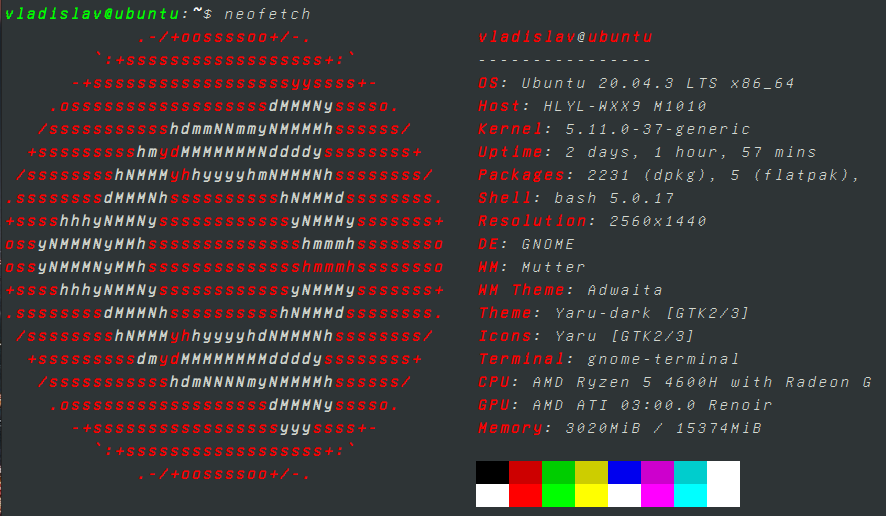 vladislav@ubuntu:~$ neofetch
.-/+oossssoo+/-.
`:+ssssssssssssssssss+:`
-+ssssssssssssssssssyyssss+-
.ossssssssssssssssssdMMMNysssso.
/ssssssssssshdmmNNmmyNMMMMhssssss/
+ssssssssshmydMMMMMMMNddddyssssssss+
/sssssssshNMMMyhhyyyyhmNMMMNhssssssss/
.ssssssssdMMMNhsssssssssshNMMMdssssssss.
+sssshhhyNMMNyssssssssssssyNMMMysssssss+
ossyNMMMNyMMhsssssssssssssshmmmhssssssso
ossyNMMMNyMMhsssssssssssssshmmmhssssssso
+sssshhhyNMMNyssssssssssssyNMMMysssssss+
.ssssssssdMMMNhsssssssssshNMMMdssssssss.
/sssssssshNMMMyhhyyyyhdNMMMNhssssssss/
+sssssssssdmydMMMMMMMMddddyssssssss+
/ssssssssssshdmNNNNmyNMMMMhssssss/
.ossssssssssssssssssdMMMNysssso.
-+sssssssssssssssssyyyssss+-
`:+ssssssssssssssssss+:`
.-/+oossssoo+/-.
vladislav@ubuntu
----------------
OS: Ubuntu 20.04.3 LTS x86_64
Host: HLYL-WXX9 M1010
Kernel: 5.11.0-37-generic
Uptime: 2 days, 1 hour, 57 mins
Packages: 2231 (dpkg), 5 (flatpak),
Shell: bash 5.0.17
Resolution: 2560x1440
DE: GNOME
WM: Mutter
WM Theme: Adwaita
Theme: Yaru-dark [GTK2/3]
Icons: Yaru [GTK2/3]
Terminal: gnome-terminal
CPU: AMD Ryzen 5 4600H with Radeon G
GPU: AMD ATI 03:00.0 Renoir
Memory: 3020MiB / 15374MiB